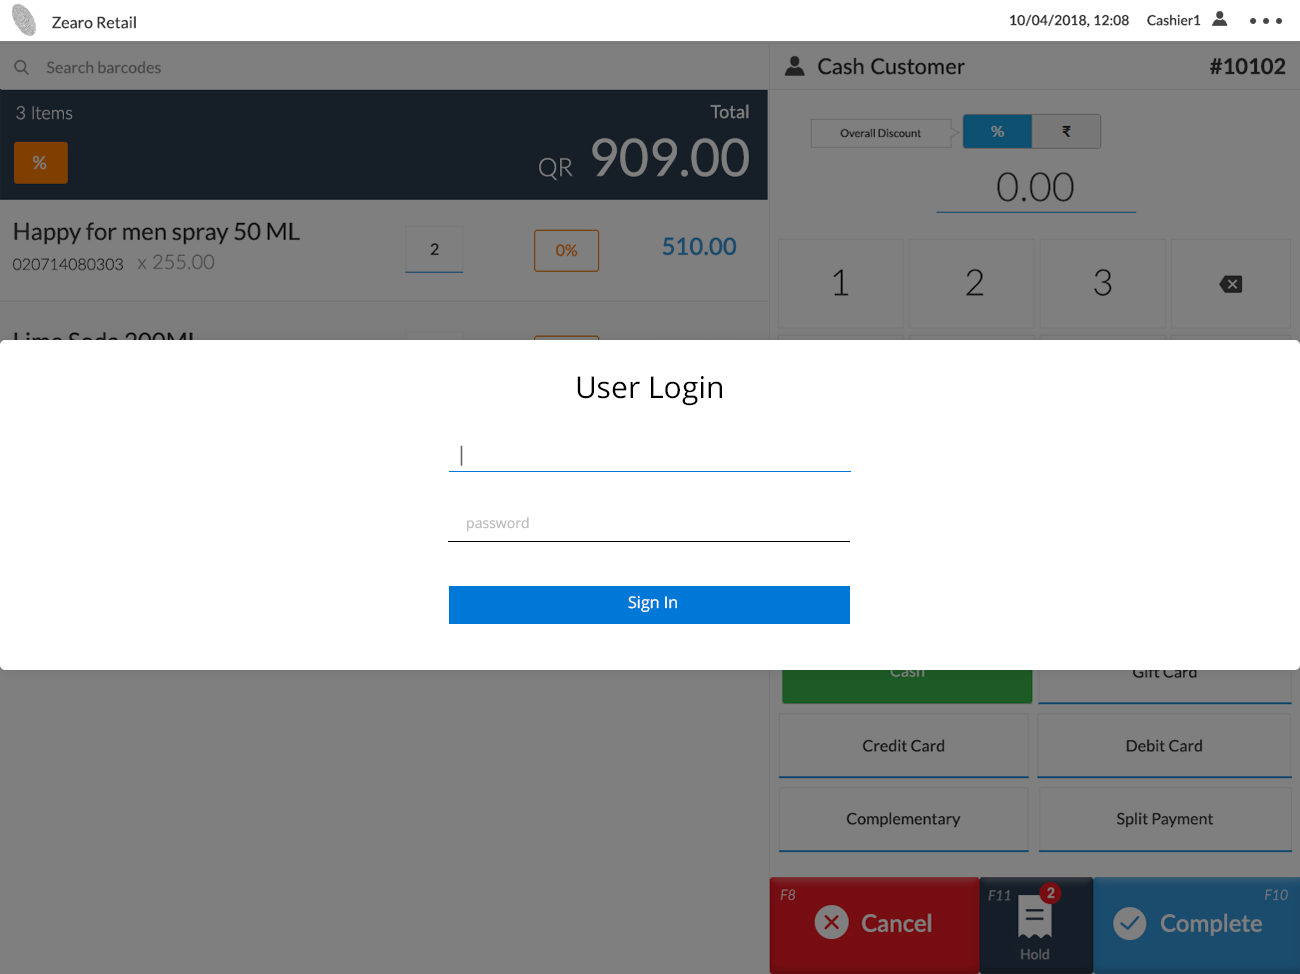 Zearo Retail
10/04/2018, 12:08 Cashier1
Search barcodes
Cash Customer #10102
3 Items
Total
%
QR 909.00
Overall Discount
% ₹
0.00
Happy for men spray 50 ML
020714080303 x 255.00
2
0%
510.00
1 2 3
Lime Soda 200ML
User Login
password
Sign In
Cash
Gift Card
Credit Card
Debit Card
Complementary
Split Payment
F8
Cancel
F11
2
Hold
F10
Complete